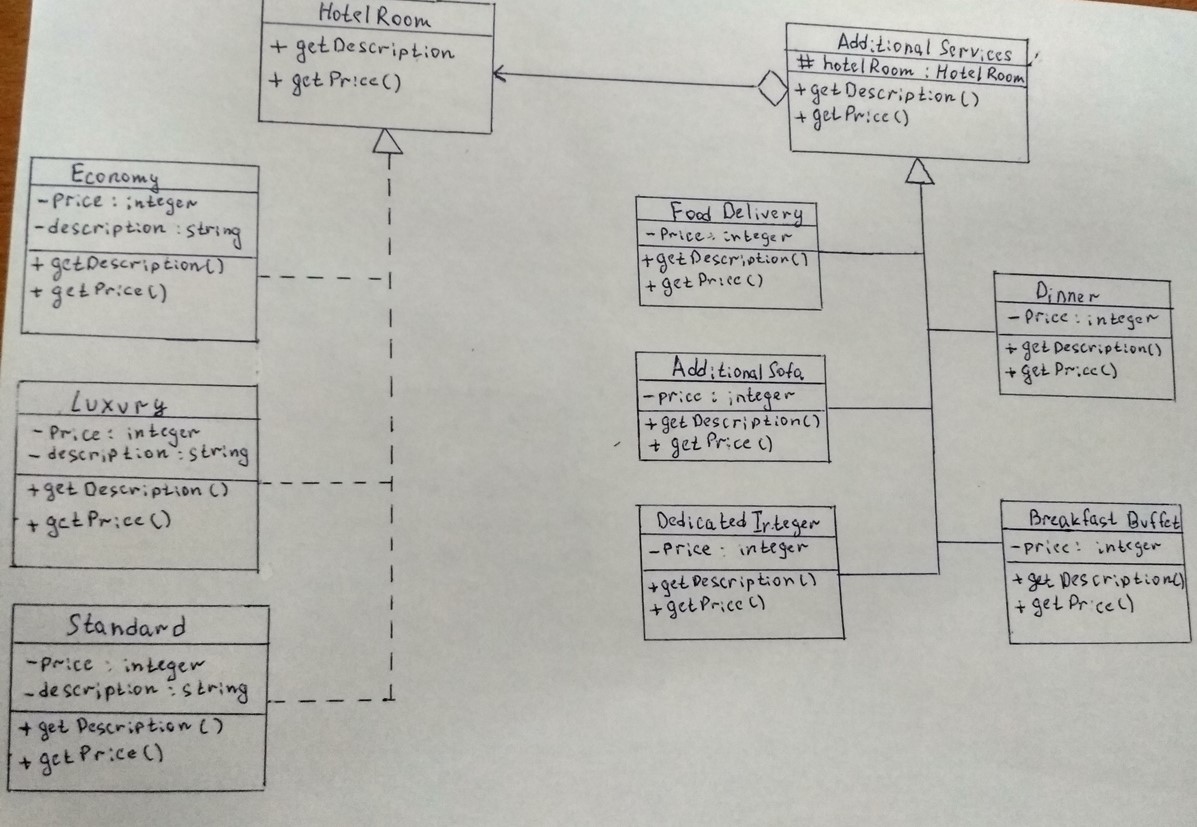 Hotel Room
+ getDescription
+ getPrice()
Additional Services
# hotelRoom : HotelRoom
+ getDescription()
+ getPrice()
Economy
- Price : integer
- description : string
+ getDescription()
+ getPrice()
Luxury
- Price : integer
- description : string
+ getDescription()
+ getPrice()
Standard
- Price : integer
- description : string
+ getDescription()
+ getPrice()
Food Delivery
- Price : integer
+ getDescription()
+ getPrice()
Additional Sofa
- price : integer
+ getDescription()
+ getPrice()
Dedicated Irteger
- Price : integer
+ getDescription()
+ getPrice()
Dinner
- Price : integer
+ getDescription()
+ getPrice()
Breakfast Buffet
- price : integer
+ getDescription()
+ getPrice()